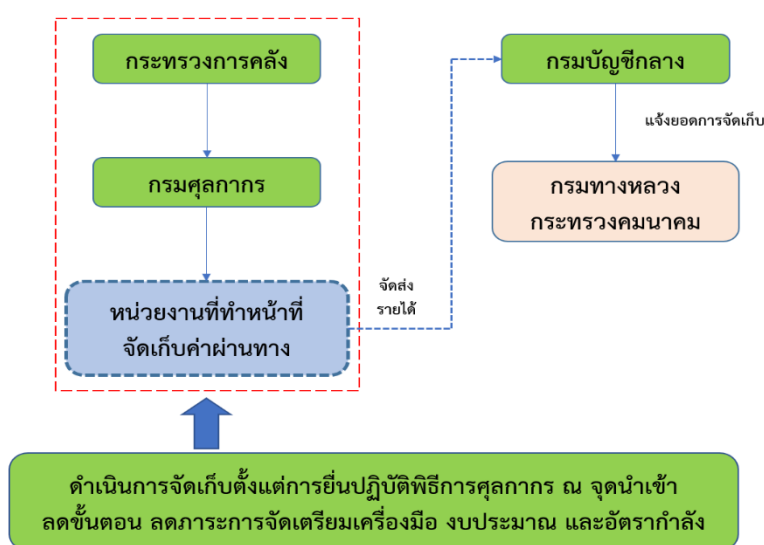 กระทรวงการคลัง
กรมศุลกากร
หน่วยงานที่ทำหน้าที่
จัดเก็บค่าผ่านทาง
จัดส่ง
รายได้
กรมบัญชีกลาง
แจ้งยอดการจัดเก็บ
กรมทางหลวง
กระทรวงคมนาคม
ดำเนินการจัดเก็บตั้งแต่การยื่นปฏิบัติพิธีการศุลกากร ณ จุดนำเข้า
ลดขั้นตอน ลดภาระการจัดเตรียมเครื่องมือ งบประมาณ และอัตรากำลัง